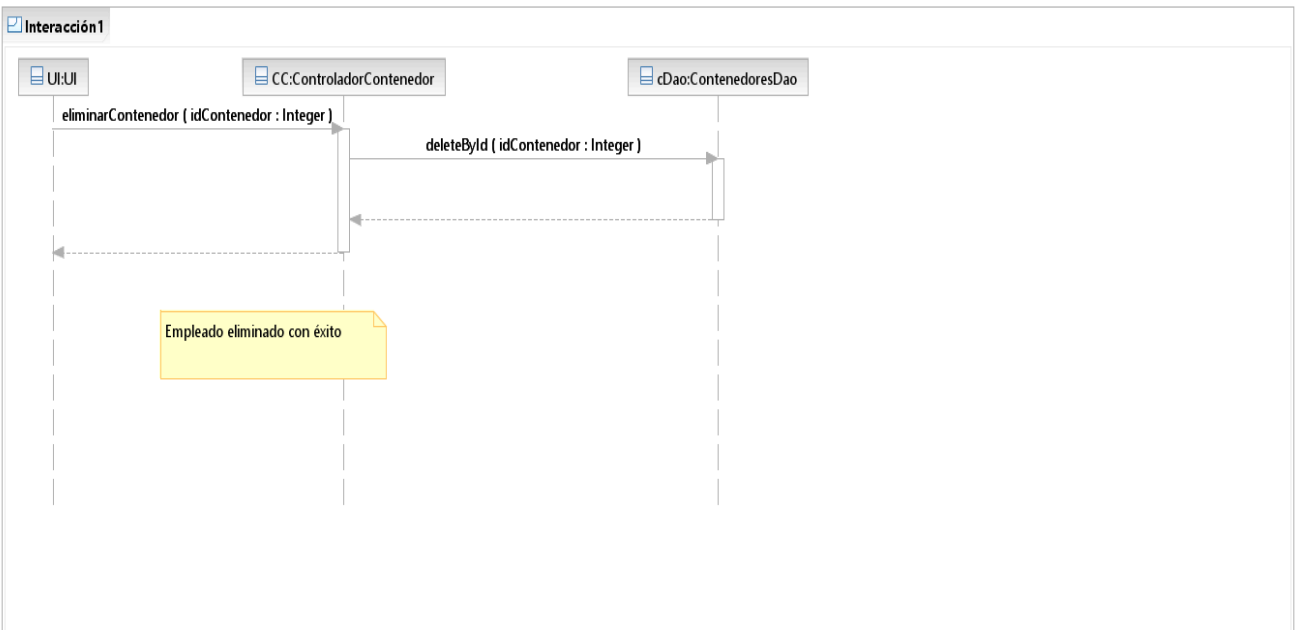 Interacción1
UI:UI
CC:ControladorContenedor
cDao:ContenedoresDao
eliminarContenedor ( idContenedor : Integer )
deleteById ( idContenedor : Integer )
Empleado eliminado con éxito